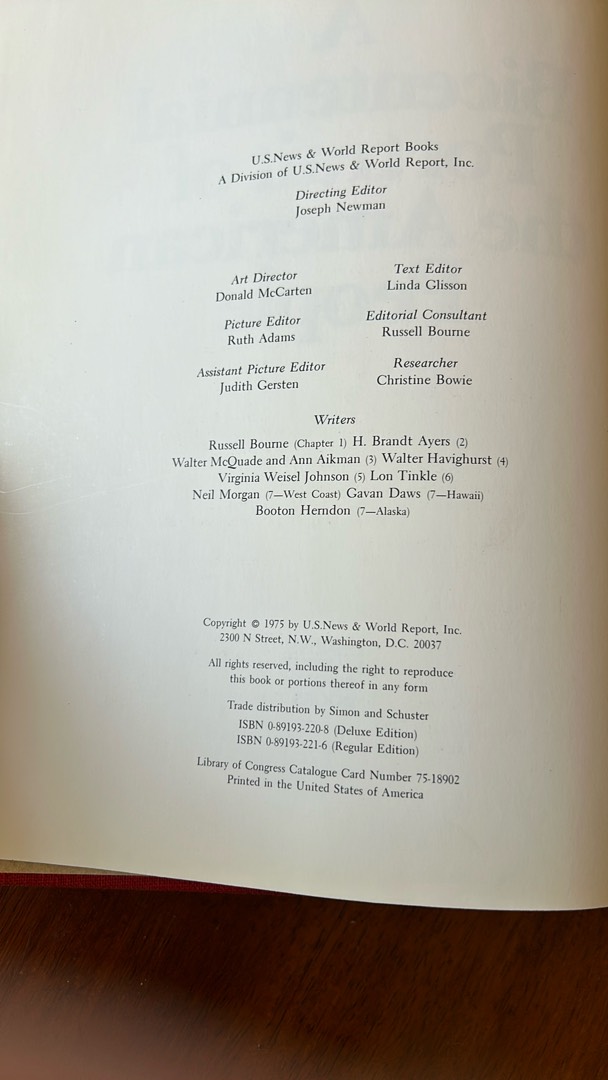 U.S.News & World Report Books
A Division of U.S.News & World Report, Inc.
Directing Editor
Joseph Newman
Art Director
Donald McCarten
Text Editor
Linda Glisson
Picture Editor
Ruth Adams
Editorial Consultant
Russell Bourne
Assistant Picture Editor
Judith Gersten
Researcher
Christine Bowie
Writers
Russell Bourne (Chapter 1) H. Brandt Ayers (2)
Walter McQuade and Ann Aikman (3) Walter Havighurst (4)
Virginia Weisel Johnson (5) Lon Tinkle (6)
Neil Morgan (7—West Coast) Gavan Daws (7—Hawaii)
Booton Herndon (7—Alaska)
Copyright © 1975 by U.S.News & World Report, Inc.
2300 N Street, N.W., Washington, D.C. 20037
All rights reserved, including the right to reproduce
this book or portions thereof in any form
Trade distribution by Simon and Schuster
ISBN 0-89193-220-8 (Deluxe Edition)
ISBN 0-89193-221-6 (Regular Edition)
Library of Congress Catalogue Card Number 75-18902
Printed in the United States of America